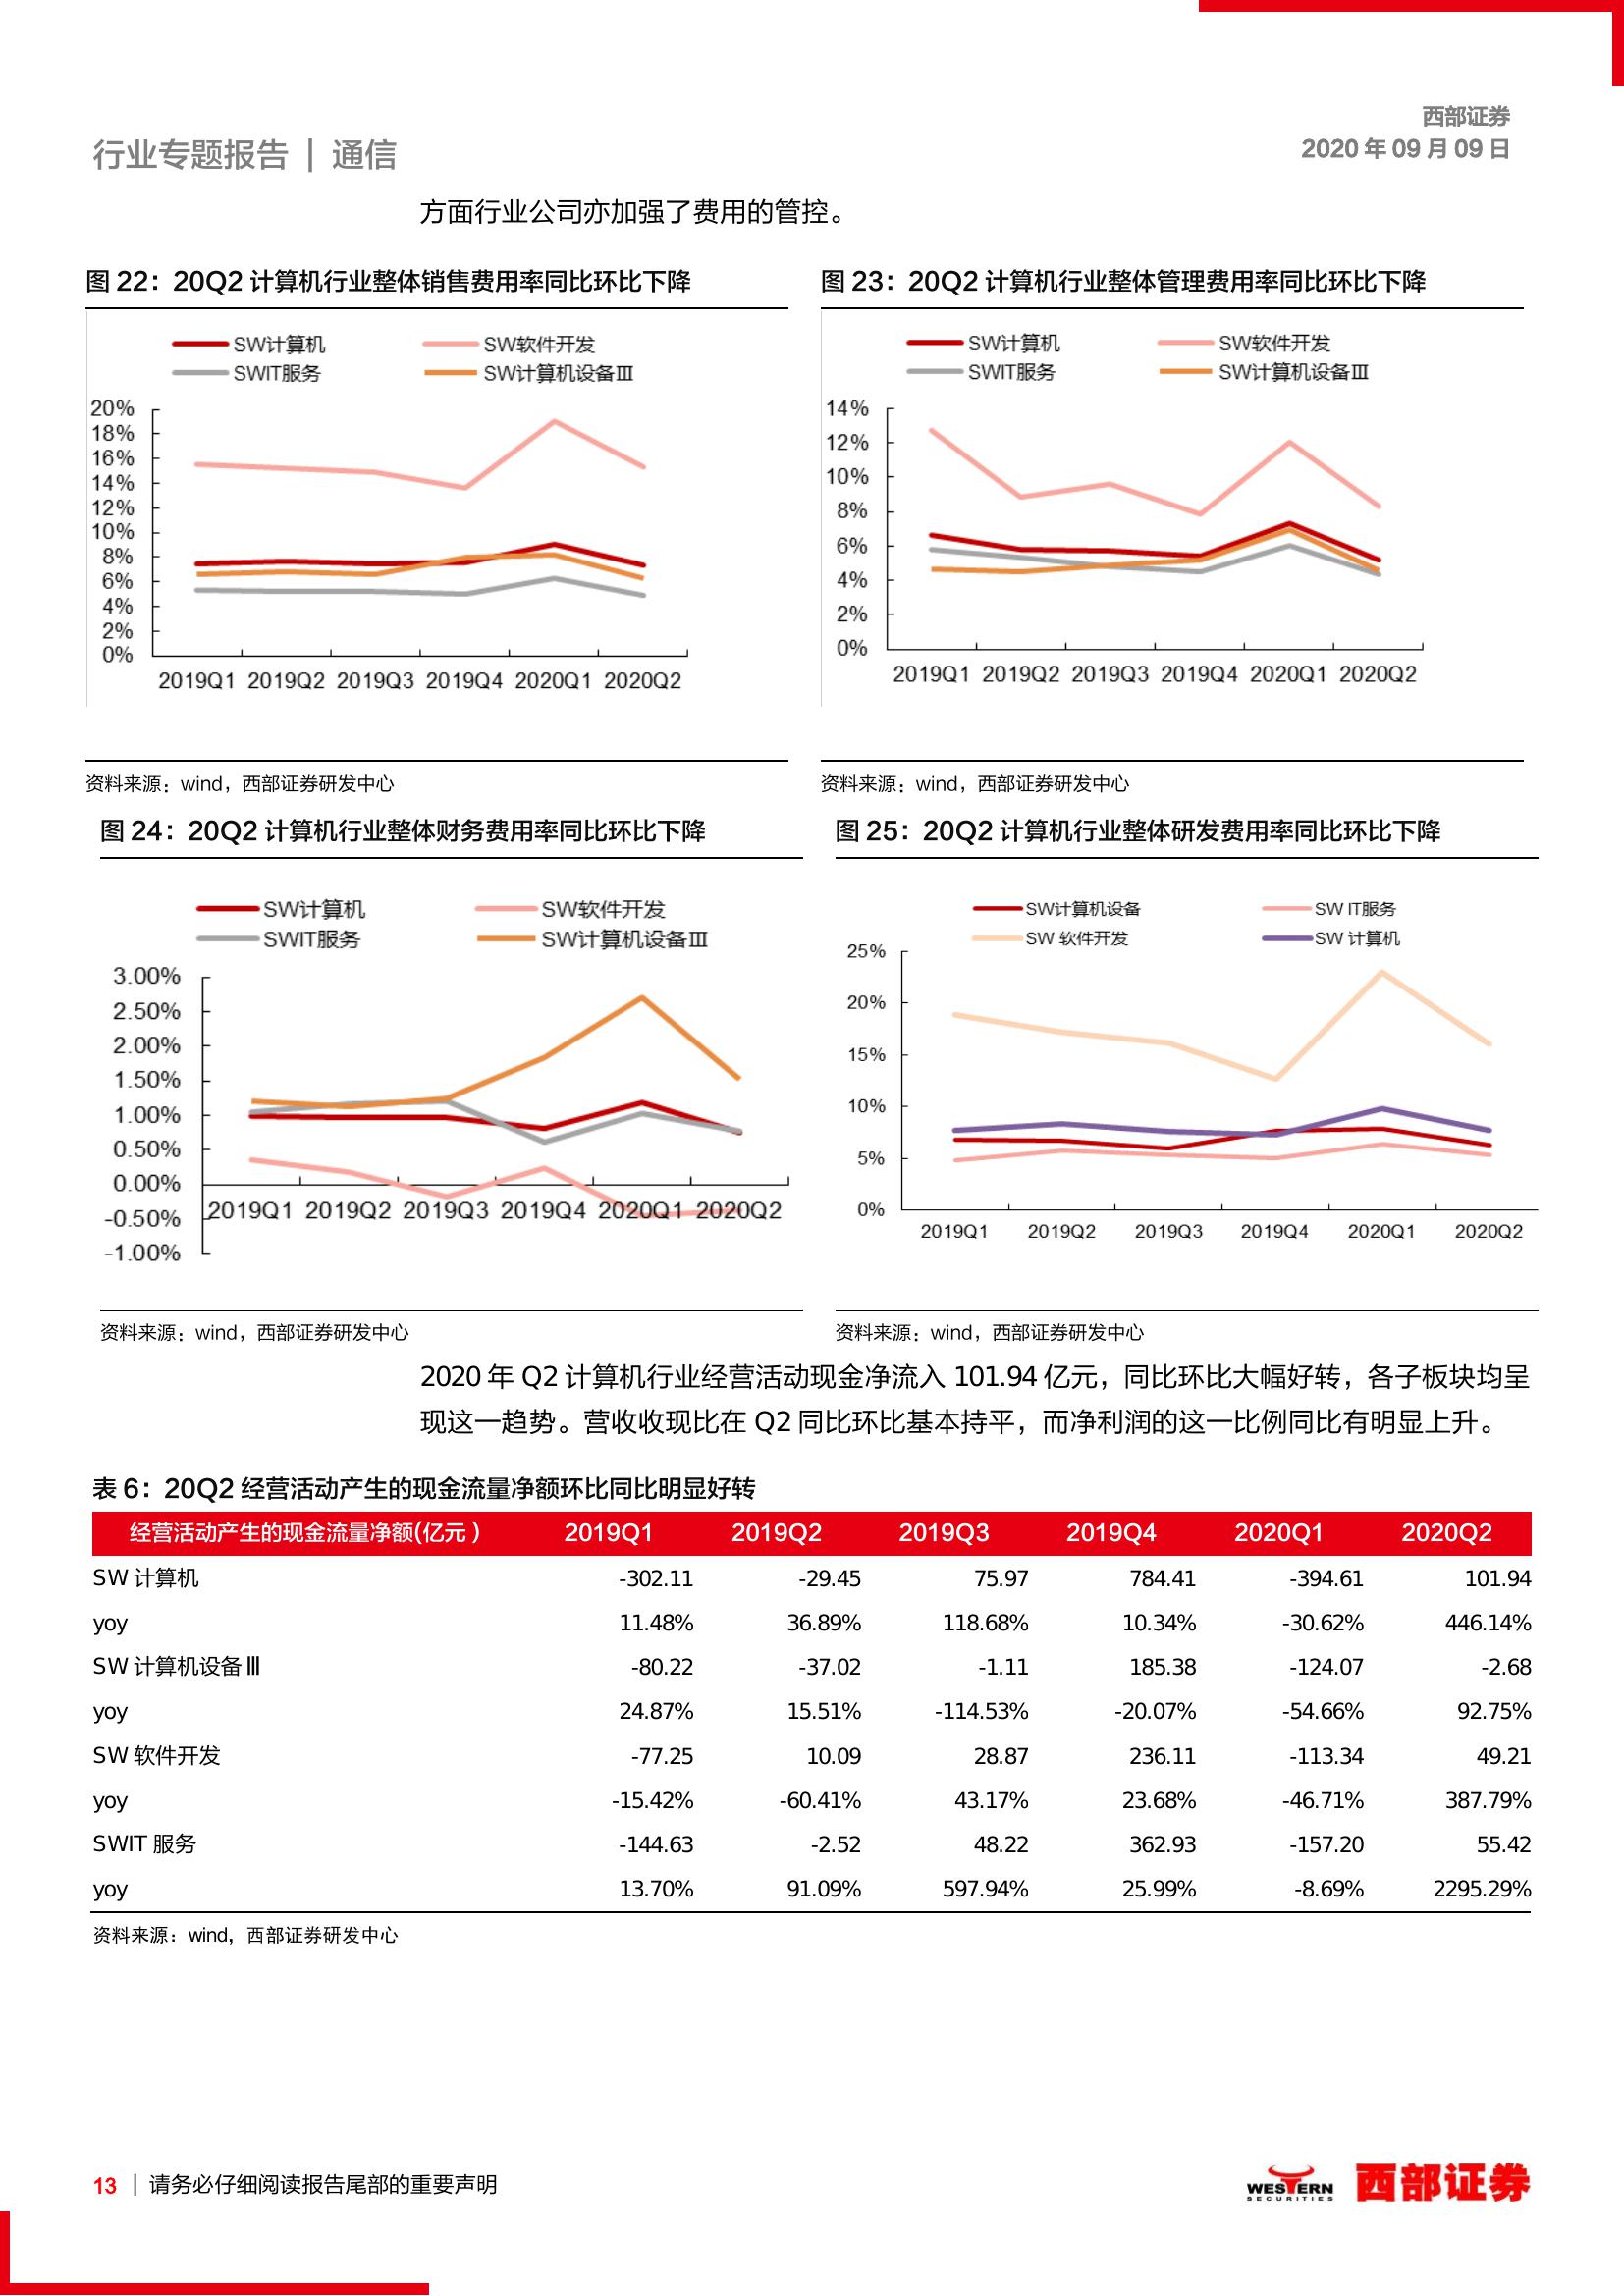 西部证券
行业专题报告 | 通信
2020 年 09 月 09 日
方面行业公司亦加强了费用的管控。
图 22：20Q2 计算机行业整体销售费用率同比环比下降
SW计算机 SW软件开发
SWIT服务 SW计算机设备Ⅲ
20%
18%
16%
14%
12%
10%
8%
6%
4%
2%
0%
2019Q1 2019Q2 2019Q3 2019Q4 2020Q1 2020Q2
资料来源：wind，西部证券研发中心
图 23：20Q2 计算机行业整体管理费用率同比环比下降
SW计算机 SW软件开发
SWIT服务 SW计算机设备Ⅲ
14%
12%
10%
8%
6%
4%
2%
0%
2019Q1 2019Q2 2019Q3 2019Q4 2020Q1 2020Q2
资料来源：wind，西部证券研发中心
图 24：20Q2 计算机行业整体财务费用率同比环比下降
SW计算机 SW软件开发
SWIT服务 SW计算机设备Ⅲ
3.00%
2.50%
2.00%
1.50%
1.00%
0.50%
0.00%
-0.50%
-1.00%
2019Q1 2019Q2 2019Q3 2019Q4 2020Q1 2020Q2
资料来源：wind，西部证券研发中心
图 25：20Q2 计算机行业整体研发费用率同比环比下降
SW计算机设备 SW IT服务
SW 软件开发 SW 计算机
25%
20%
15%
10%
5%
0%
2019Q1 2019Q2 2019Q3 2019Q4 2020Q1 2020Q2
资料来源：wind，西部证券研发中心
2020 年 Q2 计算机行业经营活动现金净流入 101.94 亿元，同比环比大幅好转，各子板块均呈
现这一趋势。营收收现比在 Q2 同比环比基本持平，而净利润的这一比例同比有明显上升。
表 6：20Q2 经营活动产生的现金流量净额环比同比明显好转
经营活动产生的现金流量净额(亿元 ) 2019Q1 2019Q2 2019Q3 2019Q4 2020Q1 2020Q2
SW 计算机 -302.11 -29.45 75.97 784.41 -394.61 101.94
yoy 11.48% 36.89% 118.68% 10.34% -30.62% 446.14%
SW 计算机设备Ⅲ -80.22 -37.02 -1.11 185.38 -124.07 -2.68
yoy 24.87% 15.51% -114.53% -20.07% -54.66% 92.75%
SW 软件开发 -77.25 10.09 28.87 236.11 -113.34 49.21
yoy -15.42% -60.41% 43.17% 23.68% -46.71% 387.79%
SWIT 服务 -144.63 -2.52 48.22 362.93 -157.20 55.42
yoy 13.70% 91.09% 597.94% 25.99% -8.69% 2295.29%
资料来源：wind，西部证券研发中心
13 | 请务必仔细阅读报告尾部的重要声明
WESTERN
SECURITIES
西部证券